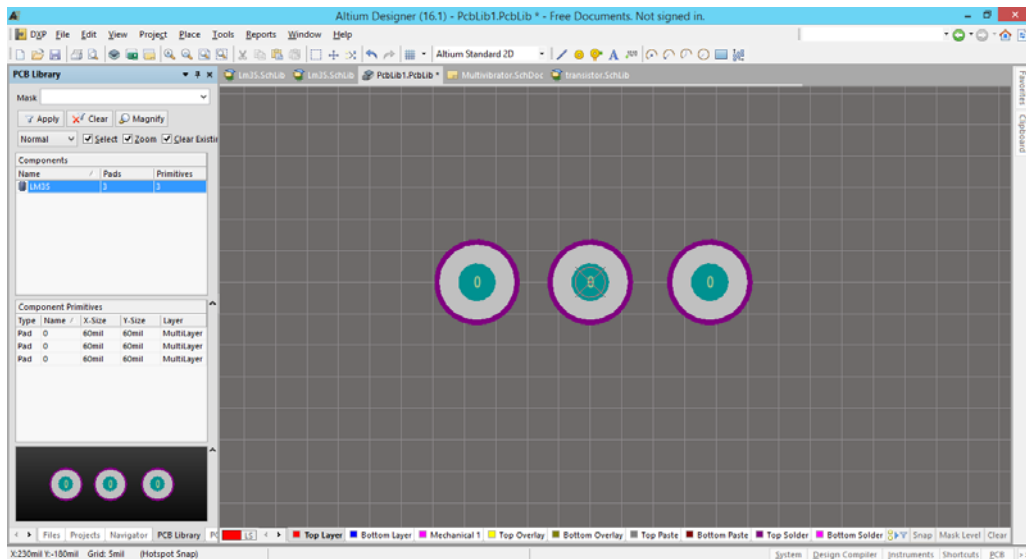 Altium Designer (16.1) - PcbLib1.PcbLib * - Free Documents. Not signed in.
DXP File Edit View Project Place Tools Reports Window Help
Altium Standard 2D
PCB Library
Lm35.SchLib Lm35.SchLib PcbLib1.PcbLib * Multivibrator.SchDoc transistor.SchLib
Mask
Apply Clear Magnify
Normal Select Zoom Clear Existin
Components
Name Pads Primitives
LM35 3 3
0 0 0
Component Primitives
Type Name X-Size Y-Size Layer
Pad 0 60mil 60mil MultiLayer
Pad 0 60mil 60mil MultiLayer
Pad 0 60mil 60mil MultiLayer
0 0 0
Favorites
Clipboard
Files Projects Navigator PCB Library PC LS Top Layer Bottom Layer Mechanical 1 Top Overlay Bottom Overlay Top Paste Bottom Paste Top Solder Bottom Solder Snap Mask Level Clear
X:230mil Y:-180mil Grid: 5mil (Hotspot Snap) System Design Compiler Instruments Shortcuts PCB >>